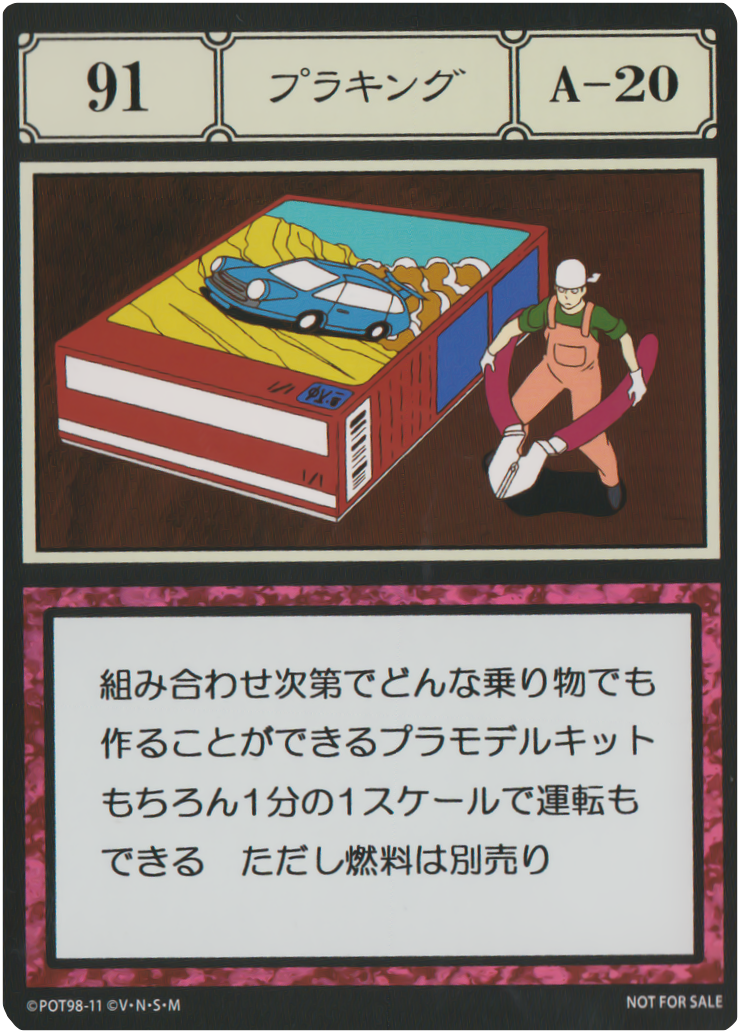 91
プラキング
A-20
組み合わせ次第でどんな乗り物でも
作ることができるプラモデルキット
もちろん1分の1スケールで運転も
できる　ただし燃料は別売り
©POT98-11 ©V・N・S・M
NOT FOR SALE